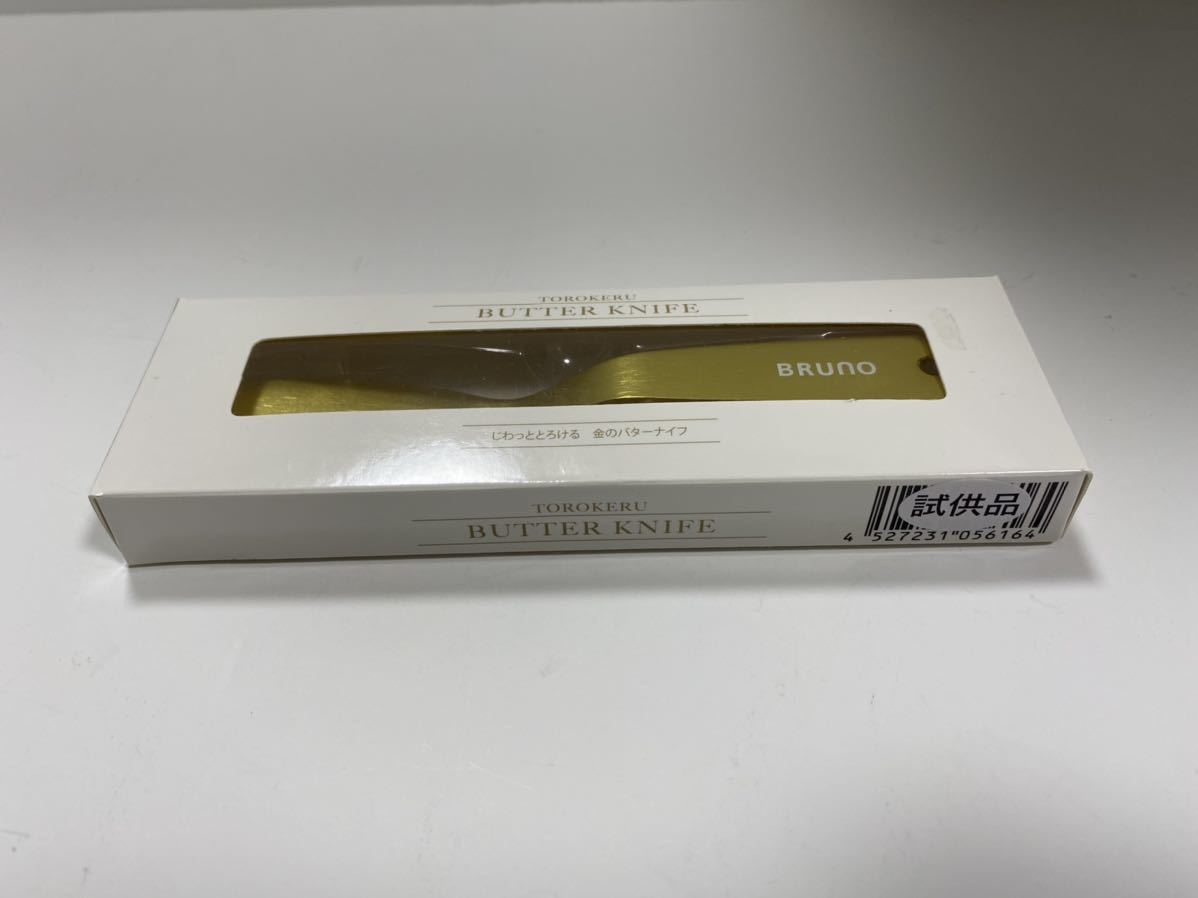 TOROKERU
BUTTER KNIFE
BRUNO
じわっととろける 金のバターナイフ
TOROKERU
BUTTER KNIFE
試供品
4 527231 056164